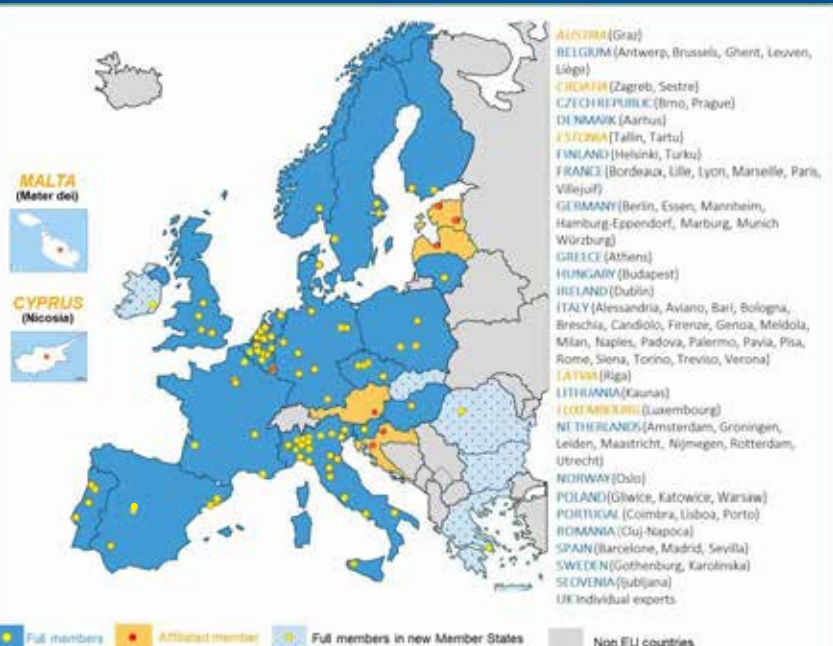 MALTA
(Mater dei)
CYPRUS
(Nicosia)
AUSTRIA (Graz)
BELGIUM (Antwerp, Brussels, Ghent, Leuven,
Liège)
CROATIA (Zagreb, Sestre)
CZECH REPUBLIC (Brno, Prague)
DENMARK (Aarhus)
ESTONIA (Tallin, Tartu)
FINLAND (Helsinki, Turku)
FRANCE (Bordeaux, Lille, Lyon, Marseille, Paris,
Villejuif)
GERMANY (Berlin, Essen, Mannheim,
Hamburg-Eppendorf, Marburg, Munich
Würzburg)
GREECE (Athens)
HUNGARY (Budapest)
IRELAND (Dublin)
ITALY (Alessandria, Aviano, Bari, Bologna,
Breschia, Candiolo, Firenze, Genoa, Meldola,
Milan, Naples, Padova, Palermo, Pavia, Pisa,
Rome, Siena, Torino, Treviso, Verona)
LATVIA (Riga)
LITHUANIA (Kaunas)
LUXEMBOURG (Luxembourg)
NETHERLANDS (Amsterdam, Groningen,
Leiden, Maastricht, Nijmegen, Rotterdam,
Utrecht)
NORWAY (Oslo)
POLAND (Gliwice, Katowice, Warsaw)
PORTUGAL (Coimbra, Lisboa, Porto)
ROMANIA (Cluj-Napoca)
SPAIN (Barcelone, Madrid, Sevilla)
SWEDEN (Gothenburg, Karolinska)
SLOVENIA (ljubljana)
UK Individual experts
Full members
Affiliated member
Full members in new Member States
Non EU countries